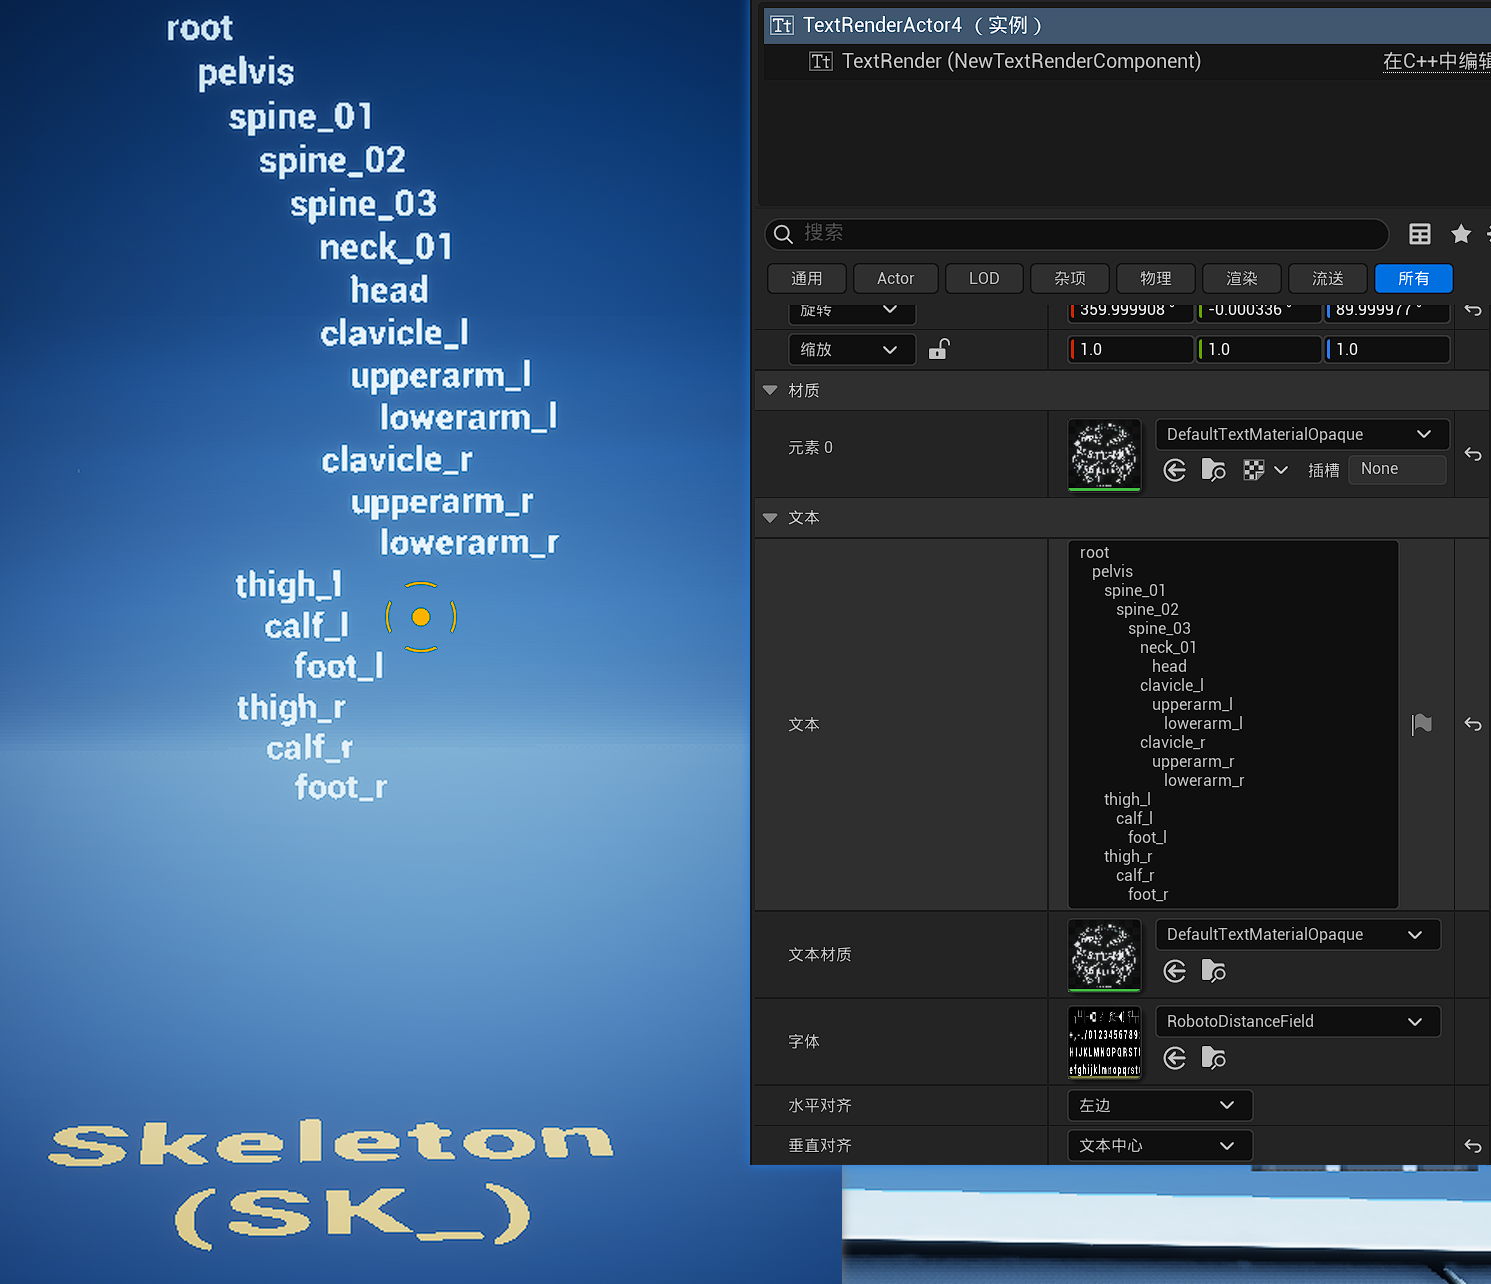 root
pelvis
spine_01
spine_02
spine_03
neck_01
head
clavicle_l
upperarm_l
lowerarm_l
clavicle_r
upperarm_r
lowerarm_r
thigh_l
calf_l
foot_l
thigh_r
calf_r
foot_r
Skeleton
(SK_)
TextRenderActor4 （实例）
TextRender (NewTextRenderComponent)
在C++中编辑
搜索
通用 Actor LOD 杂项 物理 渲染 流送 所有
旋转 359.999908° -0.000336° 89.999977°
缩放 1.0 1.0 1.0
材质
元素 0
DefaultTextMaterialOpaque
插槽 None
文本
文本
root
pelvis
spine_01
spine_02
spine_03
neck_01
head
clavicle_l
upperarm_l
lowerarm_l
clavicle_r
upperarm_r
lowerarm_r
thigh_l
calf_l
foot_l
thigh_r
calf_r
foot_r
文本材质
DefaultTextMaterialOpaque
字体
RobotoDistanceField
水平对齐 左边
垂直对齐 文本中心